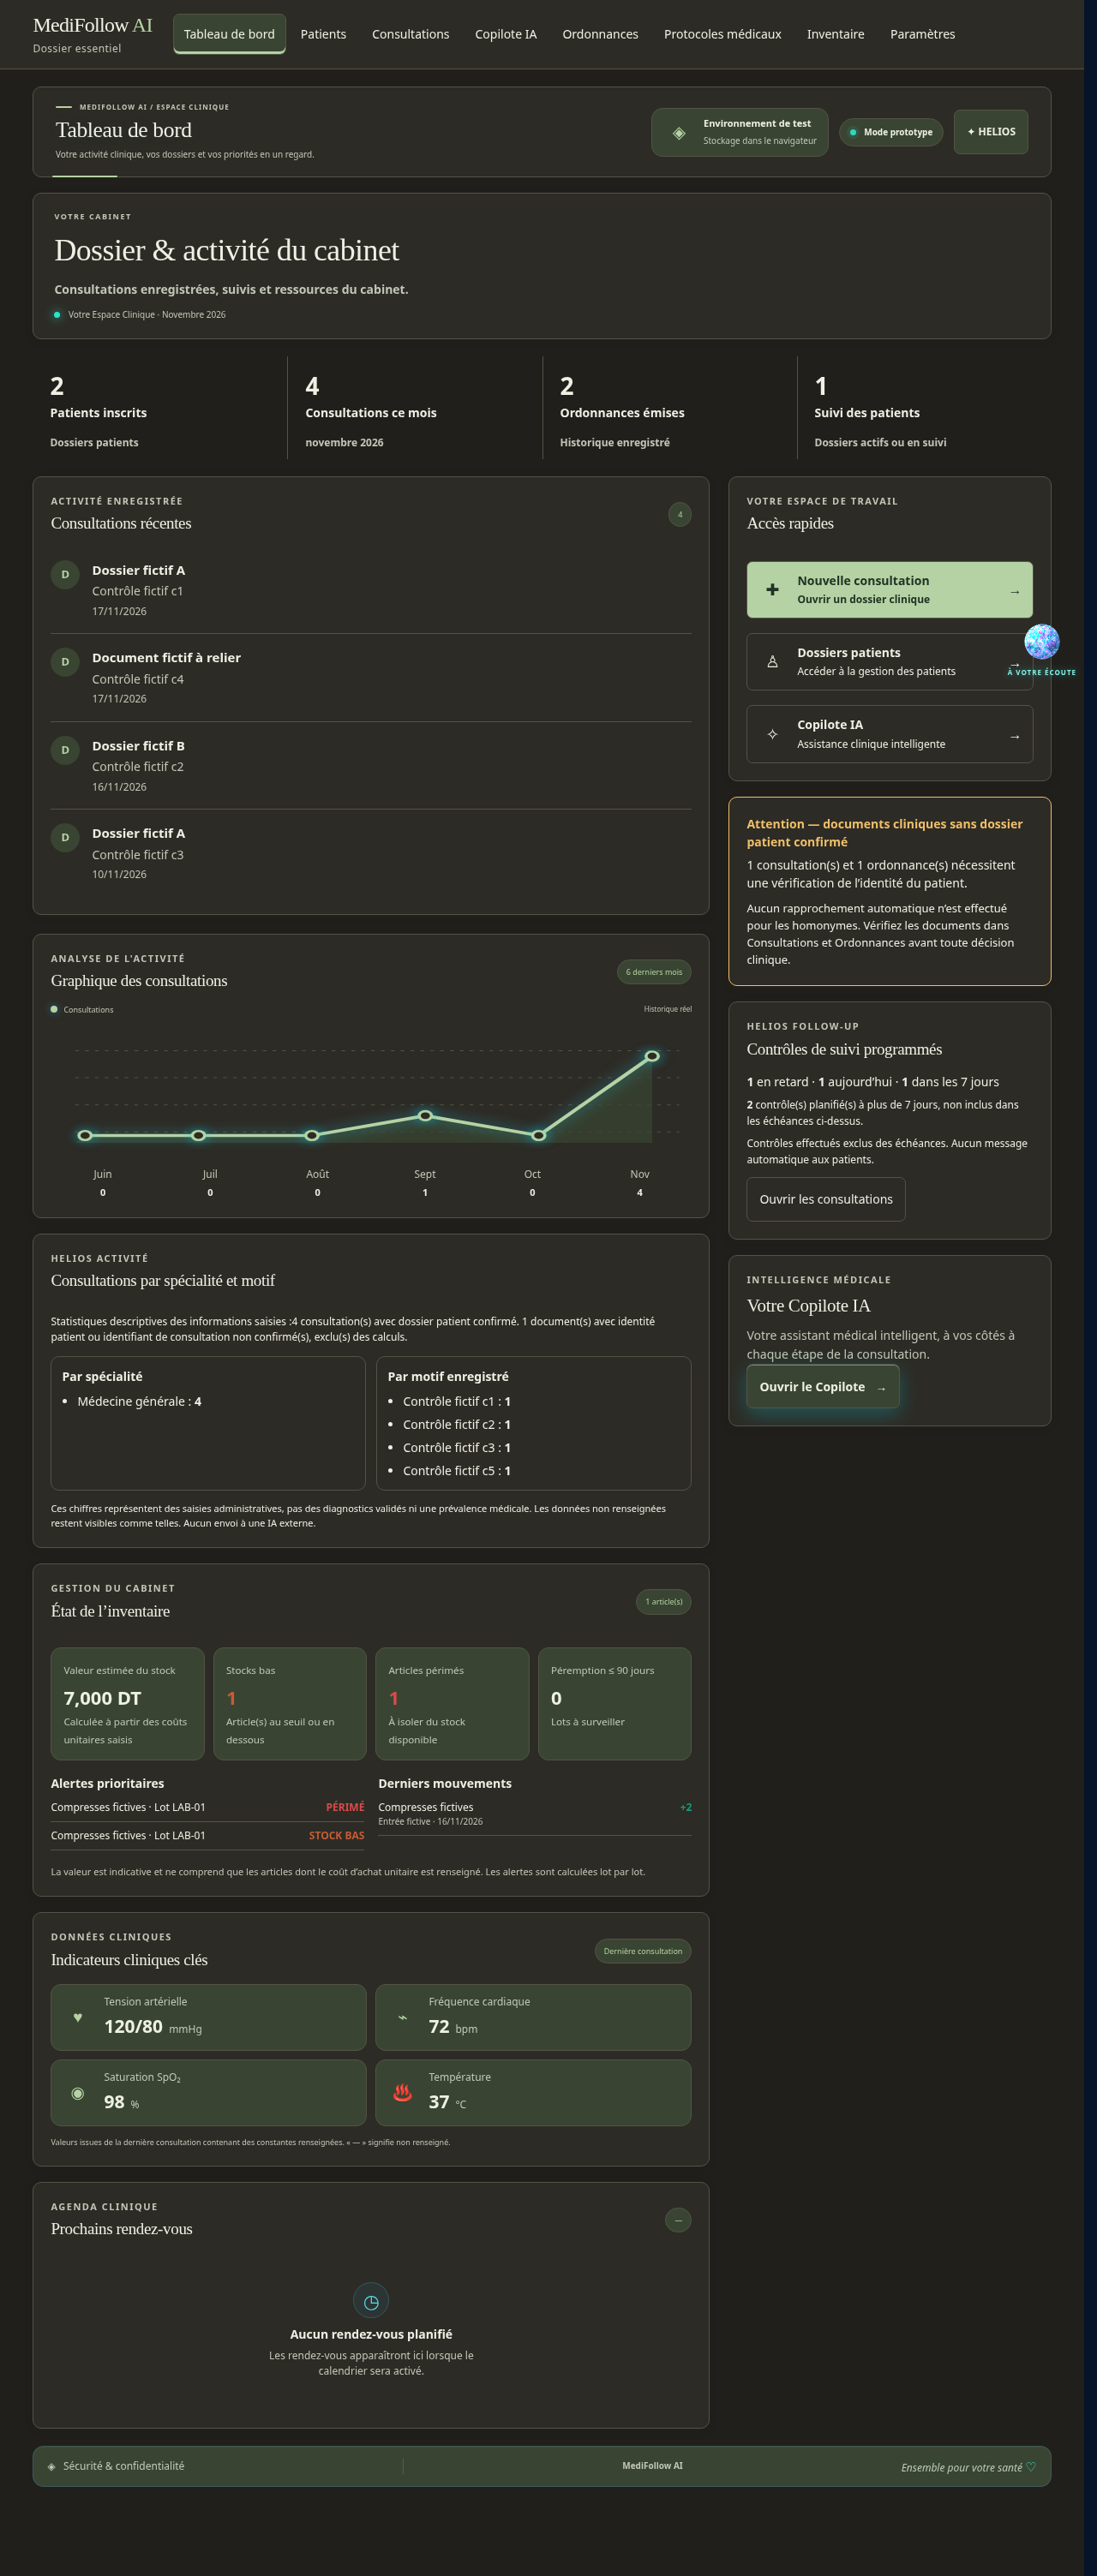 MediFollow AI
Dossier essentiel
Tableau de bord
Patients
Consultations
Copilote IA
Ordonnances
Protocoles médicaux
Inventaire
Paramètres
MEDIFOLLOW AI / ESPACE CLINIQUE
Tableau de bord
Votre activité clinique, vos dossiers et vos priorités en un regard.
◈
Environnement de test
Stockage dans le navigateur
Mode prototype
✦ HELIOS
VOTRE CABINET
Dossier & activité du cabinet
Consultations enregistrées, suivis et ressources du cabinet.
Votre Espace Clinique · Novembre 2026
2
Patients inscrits
Dossiers patients
4
Consultations ce mois
novembre 2026
2
Ordonnances émises
Historique enregistré
1
Suivi des patients
Dossiers actifs ou en suivi
ACTIVITÉ ENREGISTRÉE
Consultations récentes
4
D
Dossier fictif A
Contrôle fictif c1
17/11/2026
D
Document fictif à relier
Contrôle fictif c4
17/11/2026
D
Dossier fictif B
Contrôle fictif c2
16/11/2026
D
Dossier fictif A
Contrôle fictif c3
10/11/2026
VOTRE ESPACE DE TRAVAIL
Accès rapides
✚
Nouvelle consultation
Ouvrir un dossier clinique
→
♙
Dossiers patients
Accéder à la gestion des patients
→
À VOTRE ÉCOUTE
✧
Copilote IA
Assistance clinique intelligente
→
Attention — documents cliniques sans dossier
patient confirmé
1 consultation(s) et 1 ordonnance(s) nécessitent
une vérification de l’identité du patient.
Aucun rapprochement automatique n’est effectué
pour les homonymes. Vérifiez les documents dans
Consultations et Ordonnances avant toute décision
clinique.
ANALYSE DE L'ACTIVITÉ
Graphique des consultations
6 derniers mois
Consultations
Historique réel
Juin
Juil
Août
Sept
Oct
Nov
0
0
0
1
0
4
HELIOS FOLLOW-UP
Contrôles de suivi programmés
1 en retard · 1 aujourd’hui · 1 dans les 7 jours
2 contrôle(s) planifié(s) à plus de 7 jours, non inclus dans
les échéances ci-dessus.
Contrôles effectués exclus des échéances. Aucun message
automatique aux patients.
Ouvrir les consultations
HELIOS ACTIVITÉ
Consultations par spécialité et motif
Statistiques descriptives des informations saisies :4 consultation(s) avec dossier patient confirmé. 1 document(s) avec identité
patient ou identifiant de consultation non confirmé(s), exclu(s) des calculs.
Par spécialité
• Médecine générale : 4
Par motif enregistré
• Contrôle fictif c1 : 1
• Contrôle fictif c2 : 1
• Contrôle fictif c3 : 1
• Contrôle fictif c5 : 1
Ces chiffres représentent des saisies administratives, pas des diagnostics validés ni une prévalence médicale. Les données non renseignées
restent visibles comme telles. Aucun envoi à une IA externe.
INTELLIGENCE MÉDICALE
Votre Copilote IA
Votre assistant médical intelligent, à vos côtés à
chaque étape de la consultation.
Ouvrir le Copilote →
GESTION DU CABINET
État de l’inventaire
1 article(s)
Valeur estimée du stock
7,000 DT
Calculée à partir des coûts
unitaires saisis
Stocks bas
1
Article(s) au seuil ou en
dessous
Articles périmés
1
À isoler du stock
disponible
Péremption ≤ 90 jours
0
Lots à surveiller
Alertes prioritaires
Compresses fictives · Lot LAB-01
PÉRIMÉ
Compresses fictives · Lot LAB-01
STOCK BAS
Derniers mouvements
Compresses fictives
+2
Entrée fictive · 16/11/2026
La valeur est indicative et ne comprend que les articles dont le coût d’achat unitaire est renseigné. Les alertes sont calculées lot par lot.
DONNÉES CLINIQUES
Indicateurs cliniques clés
Dernière consultation
♥
Tension artérielle
120/80 mmHg
⌁
Fréquence cardiaque
72 bpm
◉
Saturation SpO₂
98 %
♨
Température
37 °C
Valeurs issues de la dernière consultation contenant des constantes renseignées. « — » signifie non renseigné.
AGENDA CLINIQUE
Prochains rendez-vous
—
◷
Aucun rendez-vous planifié
Les rendez-vous apparaîtront ici lorsque le
calendrier sera activé.
◈ Sécurité & confidentialité
MediFollow AI
Ensemble pour votre santé ♡